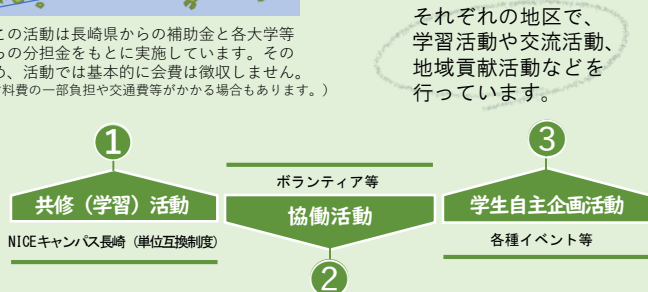 の活動は長崎県からの補助金と各大学等
の分担金をもとに実施しています。その
、活動では基本的に会費は徴収しません。
料費の一部負担や交通費等がかかる場合もあります。）
それぞれの地区で、
学習活動や交流活動、
地域貢献活動などを
行っています。
1
共修（学習）活動
NICEキャンパス長崎（単位互換制度）
ボランティア等
協働活動
2
3
学生自主企画活動
各種イベント等